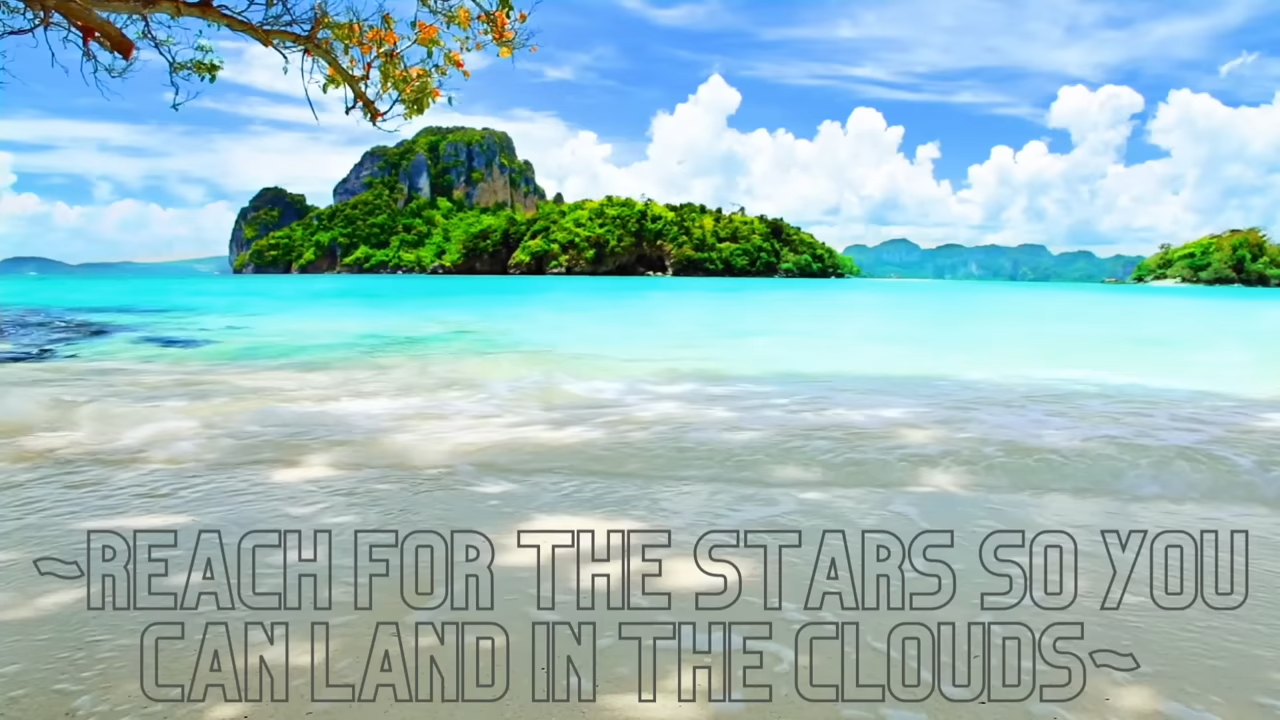 ~REACH FOR THE STARS SO YOU
CAN LAND IN THE CLOUDS~